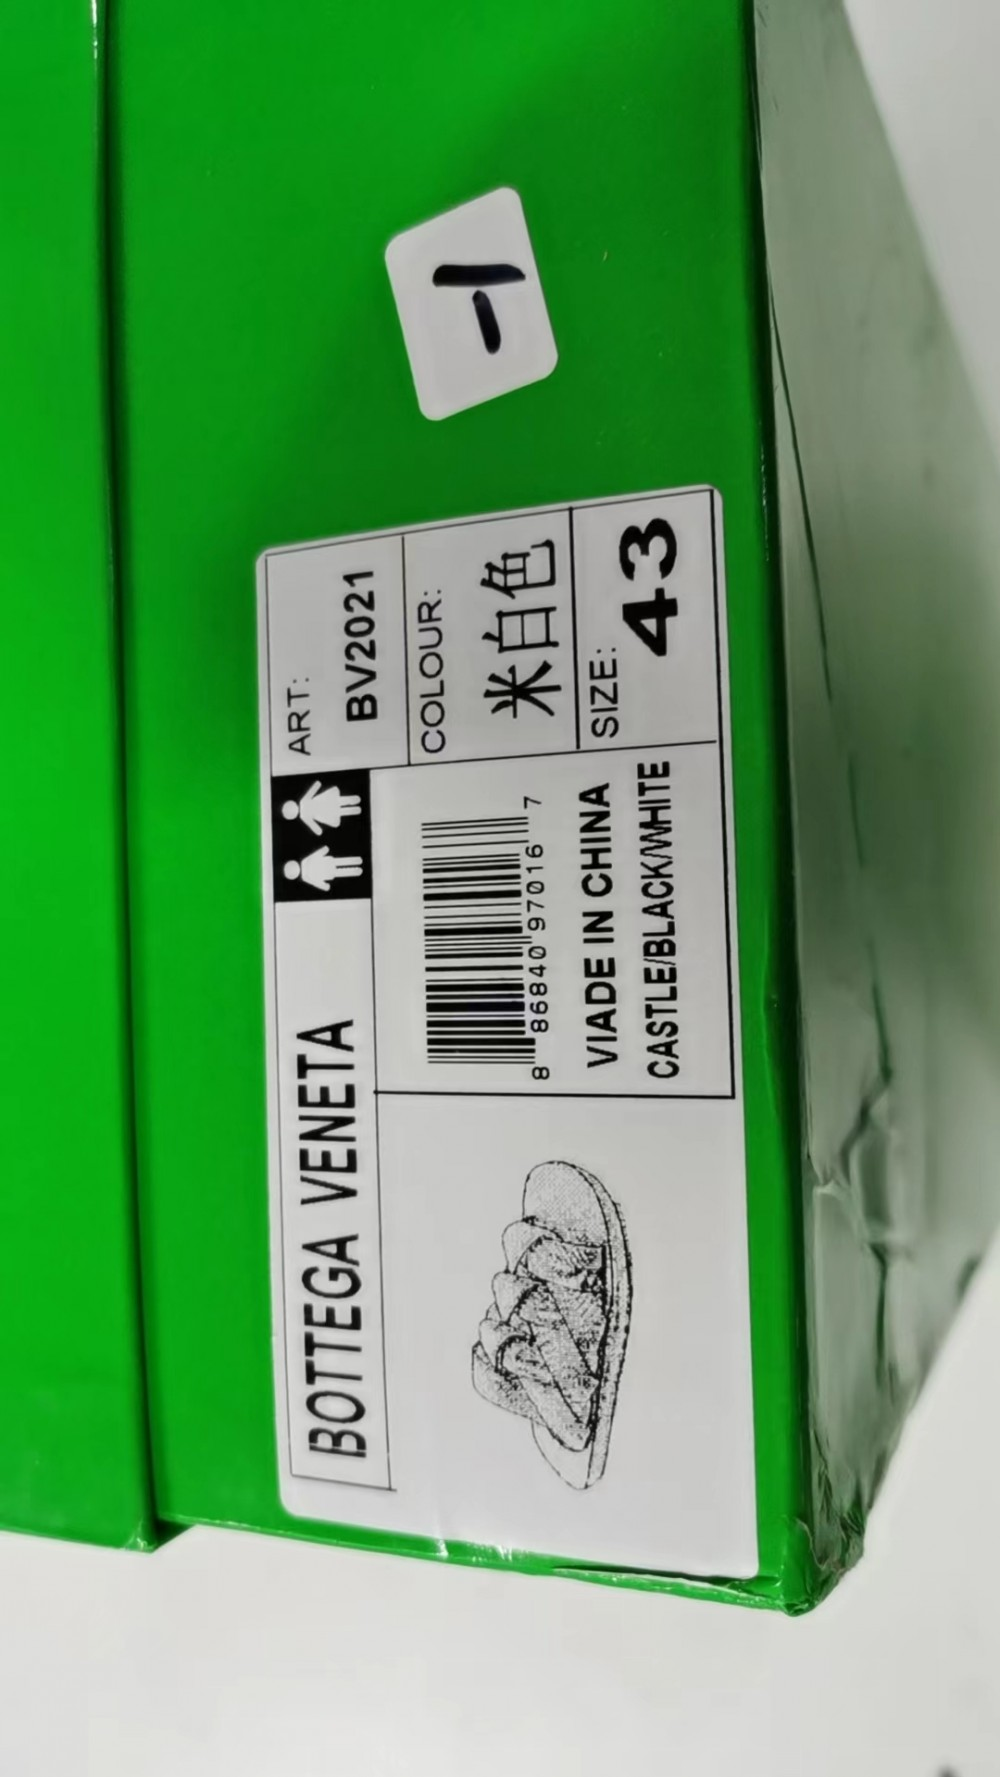 BOTTEGA VENETA
ART:
BV2021
COLOUR:
米白色
SIZE:
43
8 86840 97016 7
VIADE IN CHINA
CASTLE/BLACK/WHITE